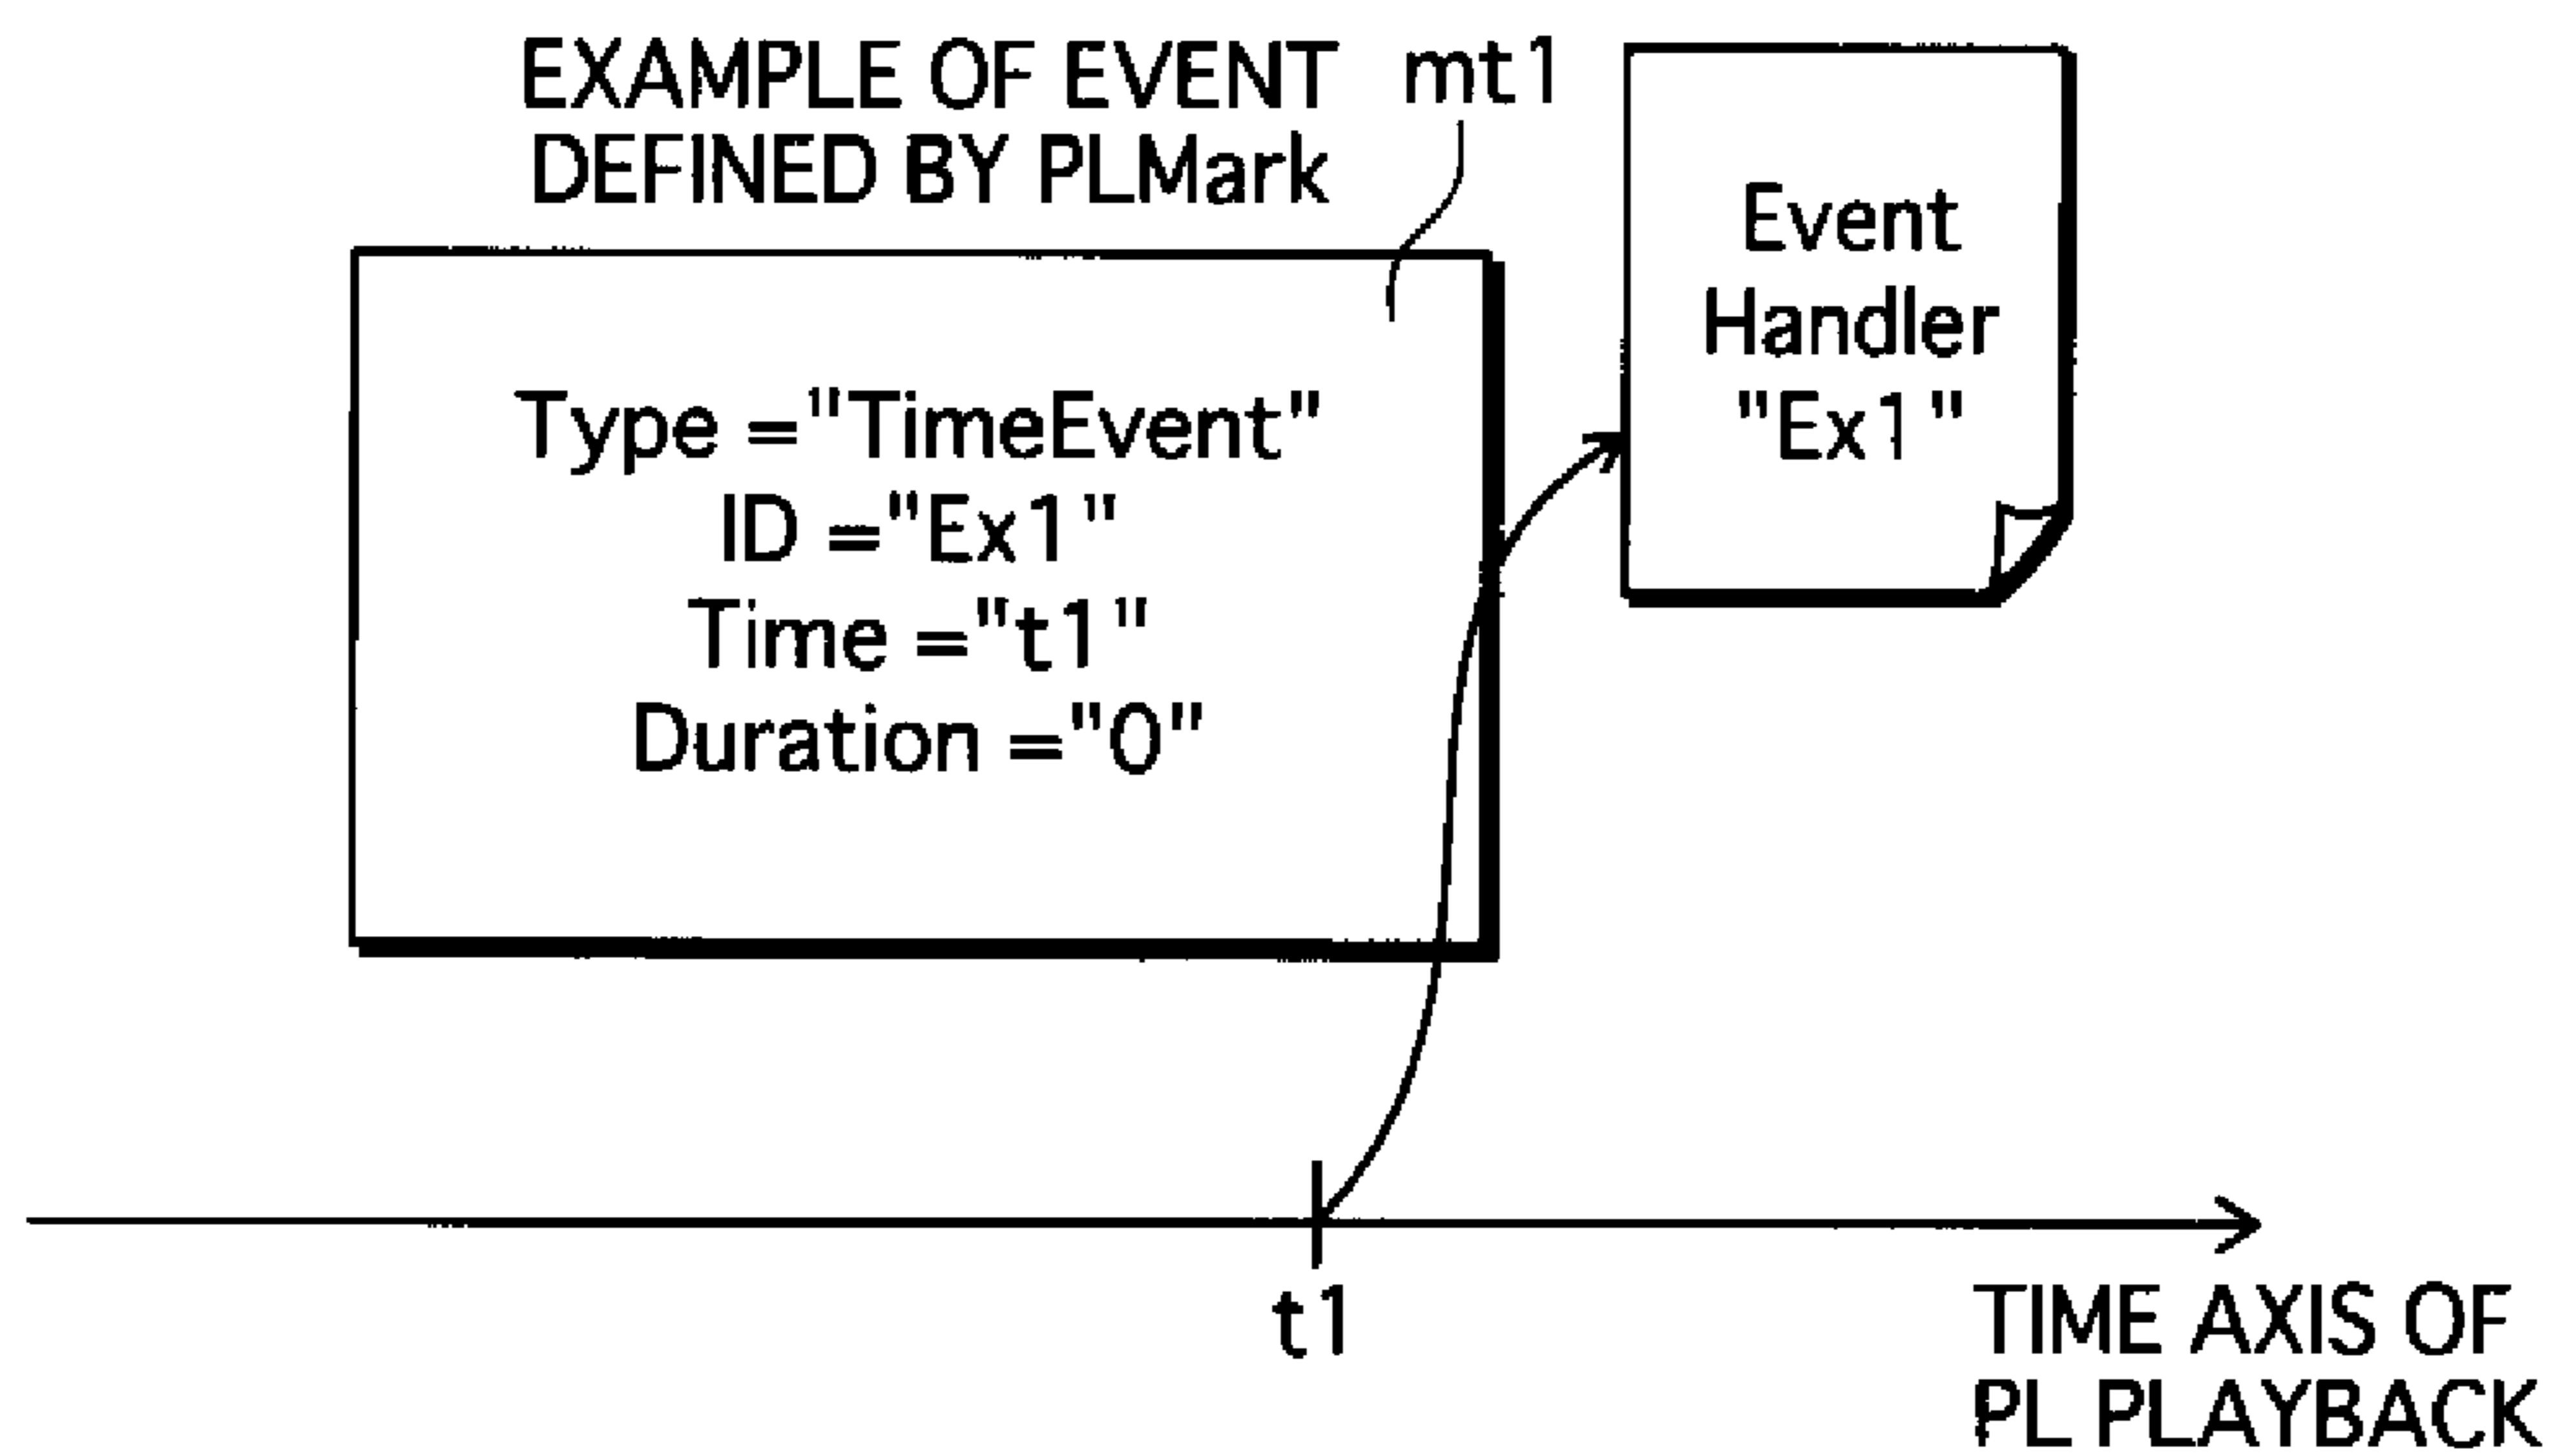 EXAMPLE OF EVENT
DEFINED BY PLMark
mt1
Type ="TimeEvent"
ID ="Ex1"
Time ="t1"
Duration ="0"
Event
Handler
"Ex1"
t1
TIME AXIS OF
PL PLAYBACK